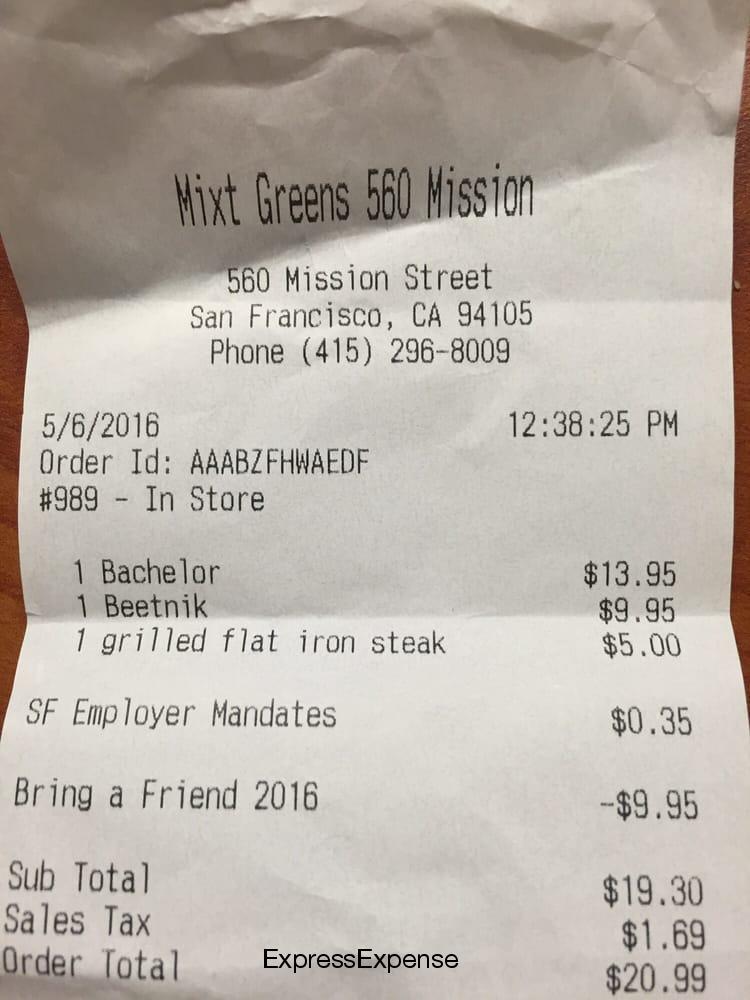 Mixt Greens 560 Mission
560 Mission Street
San Francisco, CA 94105
Phone (415) 296-8009
5/6/2016 12:38:25 PM
Order Id: AAABZFHWAEDF
#989 - In Store
1 Bachelor $13.95
1 Beetnik $9.95
1 grilled flat iron steak $5.00
SF Employer Mandates $0.35
Bring a Friend 2016 -$9.95
Sub Total $19.30
Sales Tax $1.69
Order Total $20.99
ExpressExpense